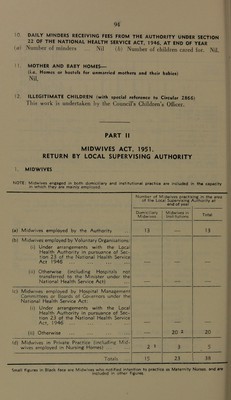 94
10. DAILY MINDERS RECEIVING FEES FROM THE AUTHORITY UNDER SECTION
22 OF THE NATIONAL HEALTH SERVICE ACT, 1946, AT END OF YEAR
(a) Number of minders ... Nil (b) Number of children cared for. Nil.
11. MOTHER AND BABY HOMES—
(i.e. Homes or hostels for unmarried mothers and their babies)
Nil.
12. ILLEGITIMATE CHILDREN (with special reference to Circular 2866)
This work is undertaken by the Council's Children's Officer.
PART II
MIDWIVES ACT, 1951.
RETURN BY LOCAL SUPERVISING AUTHORITY
1. MIDWIVES
NOTE: Midwives engaged in both domiciliary and institutional practice are included in the capacity
in which they are mainly employed.
Number of Midwives practising in the area
of the Local Supervising Authority at
end of year
Domiciliary Midwives
Midwives in Institutions
Total
(a) Midwives employed by the Authority 13 — 13
(b) Midwives employed by Voluntary Organisations:
(i) Under arrangements with the Local
Health Authority in pursuance of Sec-
tion 23 of the National Health Service
Act 1946 — — —
(ii) Otherwise (including Hospitals not
transferred to the Minister under the
National Health Service Act) — — —
(c) Midwives employed by Hospital Management
Committees or Boards of Governors under the
National Health Service Act:
(i) Under arrangements with the Local
Health Authority in pursuance of Sec-
tion 23 of the National Health Service
Act, 1946 — — —
(ii) Otherwise — 20 20
(d) Midwives in Private Practice (including Mid-
wives employed in Nursing Homes) 2 3 5
Totals 15 23 38
Small figures in Black face are Midwives who notified intention to practise as Maternity Nurses, and are
included in other figures.